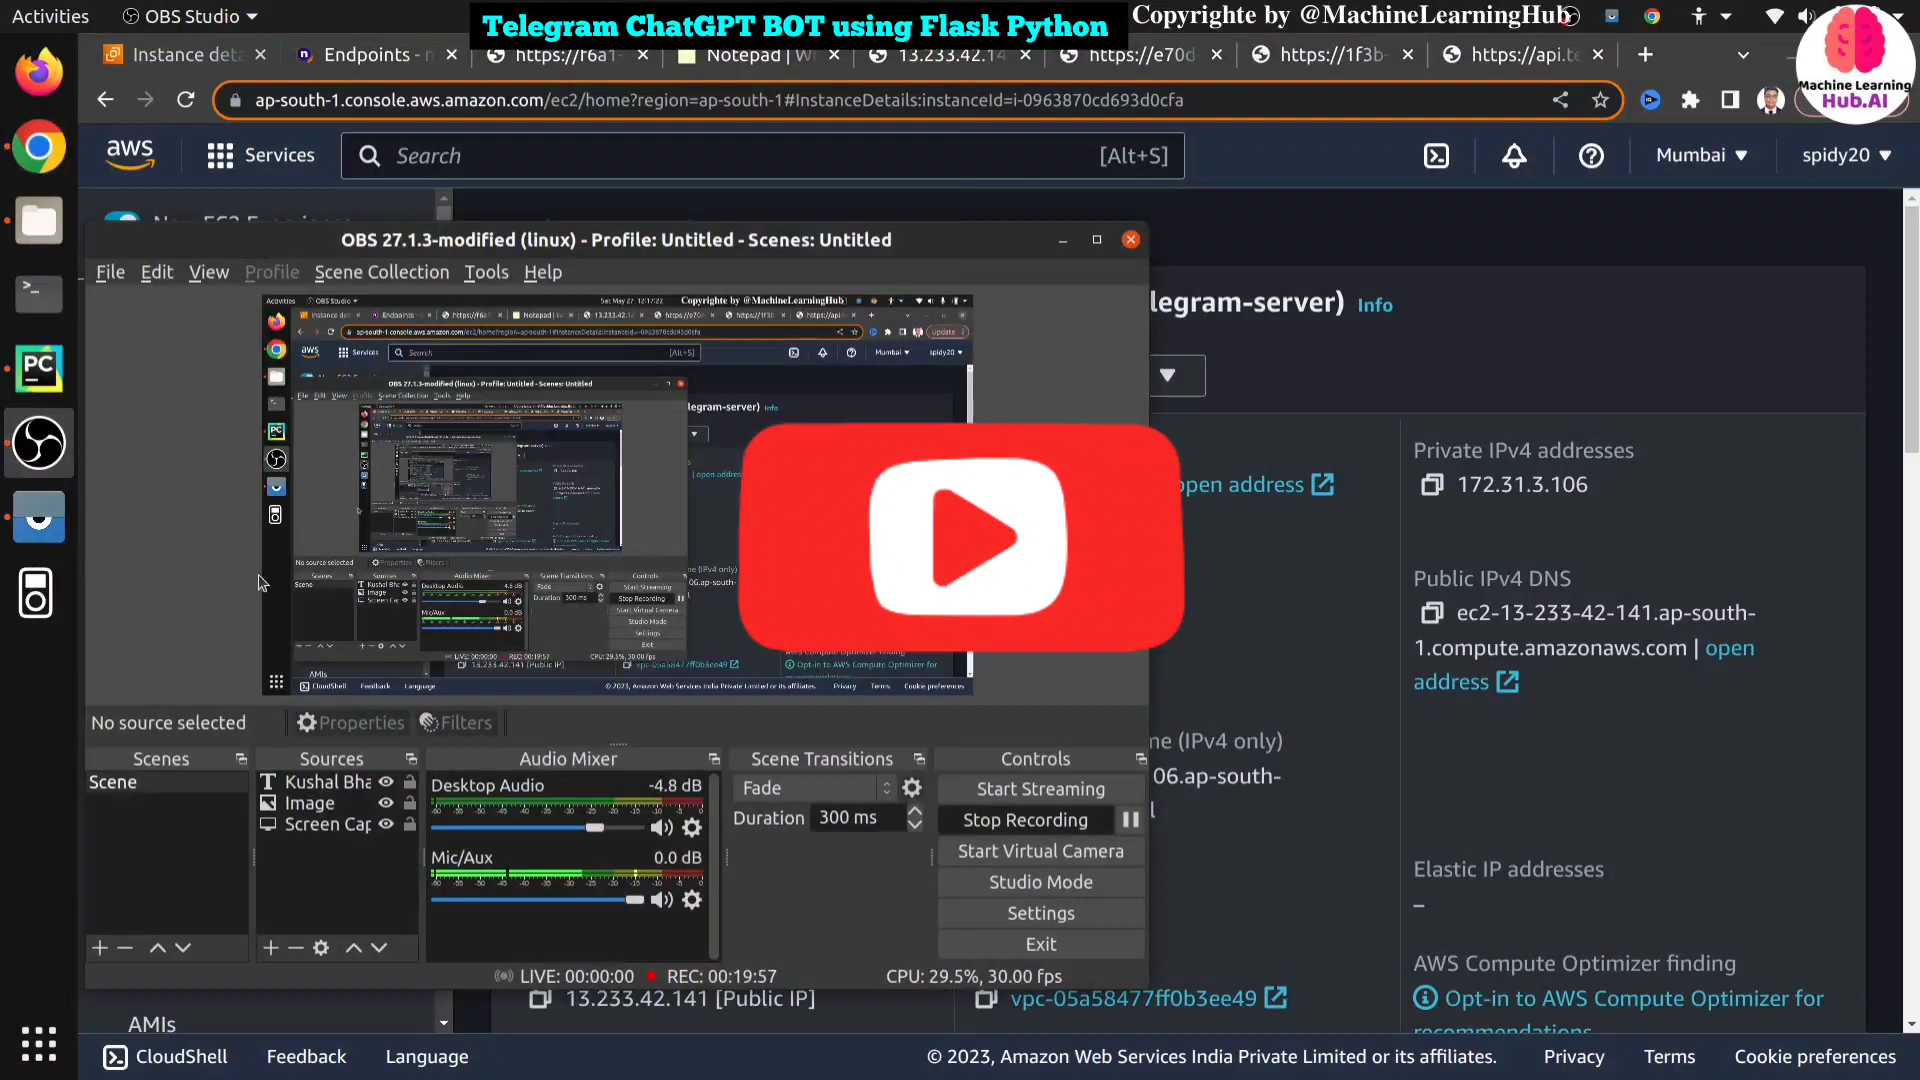 Activities
OBS Studio
Telegram ChatGPT BOT using Flask Python
Copyrighte by @MachineLearningHub
Machine Learning
Hub.AI
Endpoints - n
https://f6a1-
13.233.42.14
https://e70d
https://1f3b-
https://api.te
ap-south-1.console.aws.amazon.com/ec2/home?region=ap-south-1#InstanceDetails:instanceId=i-0963870cd693d0cfa
aws
Services
Search
[Alt+S]
Mumbai
spidy20
OBS 27.1.3-modified (linux) - Profile: Untitled - Scenes: Untitled
File Edit View Profile Scene Collection Tools Help
legram-server) Info
Private IPv4 addresses
172.31.3.106
open address
Public IPv4 DNS
ec2-13-233-42-141.ap-south-
1.compute.amazonaws.com | open
address
No source selected
Properties
Filters
Scenes
Sources
Audio Mixer
Scene Transitions
Controls
Scene
Kushal Bha
Image
Screen Cap
Desktop Audio
-4.8 dB
Mic/Aux
0.0 dB
Fade
Duration 300 ms
Start Streaming
Stop Recording
Start Virtual Camera
Studio Mode
Settings
Exit
LIVE: 00:00:00
REC: 00:19:57
CPU: 29.5%, 30.00 fps
me (IPv4 only)
06.ap-south-
Elastic IP addresses
–
AWS Compute Optimizer finding
Opt-in to AWS Compute Optimizer for
recommendations
13.233.42.141 [Public IP]
vpc-05a58477ff0b3ee49
AMIs
CloudShell
Feedback
Language
© 2023, Amazon Web Services India Private Limited or its affiliates.
Privacy
Terms
Cookie preferences